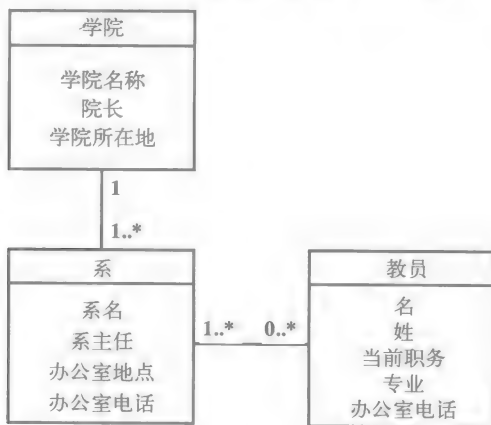 学院
学院名称
院长
学院所在地
1
1..*
系
系名
系主任
办公室地点
办公室电话
1..* 0..*
教员
名
姓
当前职务
专业
办公室电话